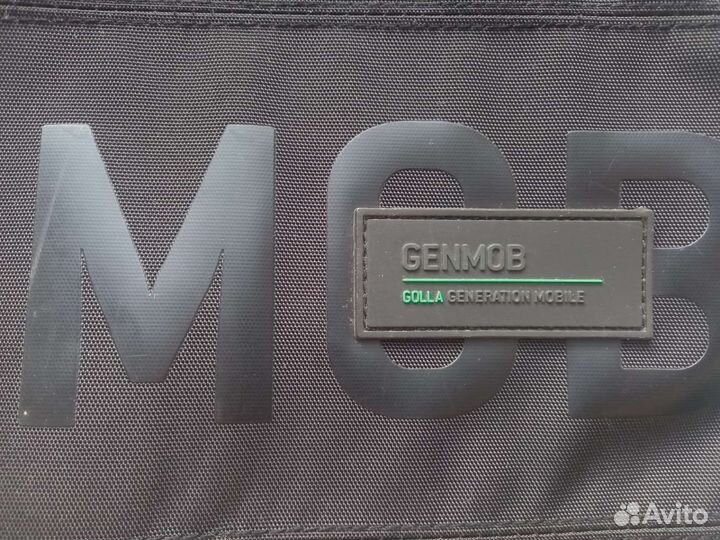 MOB
GENMOB
GOLLA GENERATION MOBILE
Avito